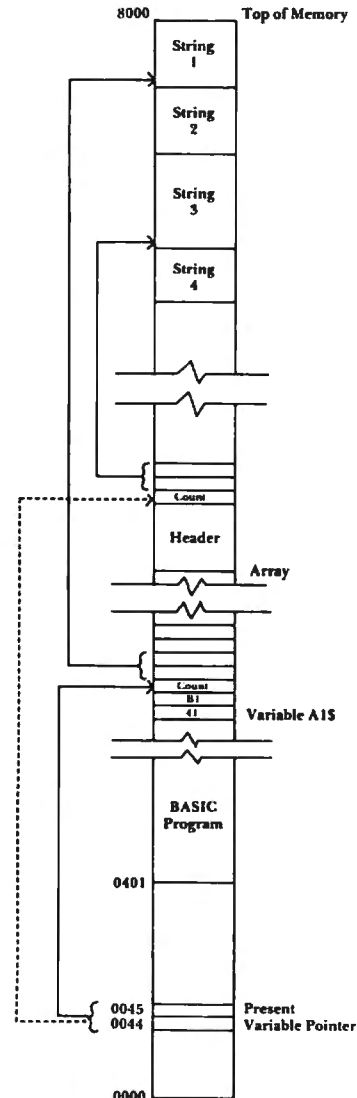 8000 Top of Memory
String
1
String
2
String
3
String
4
Count
Header
Array
Count
B1
41
Variable A1$
BASIC
Program
0401
0045 Present
0044 Variable Pointer
0000